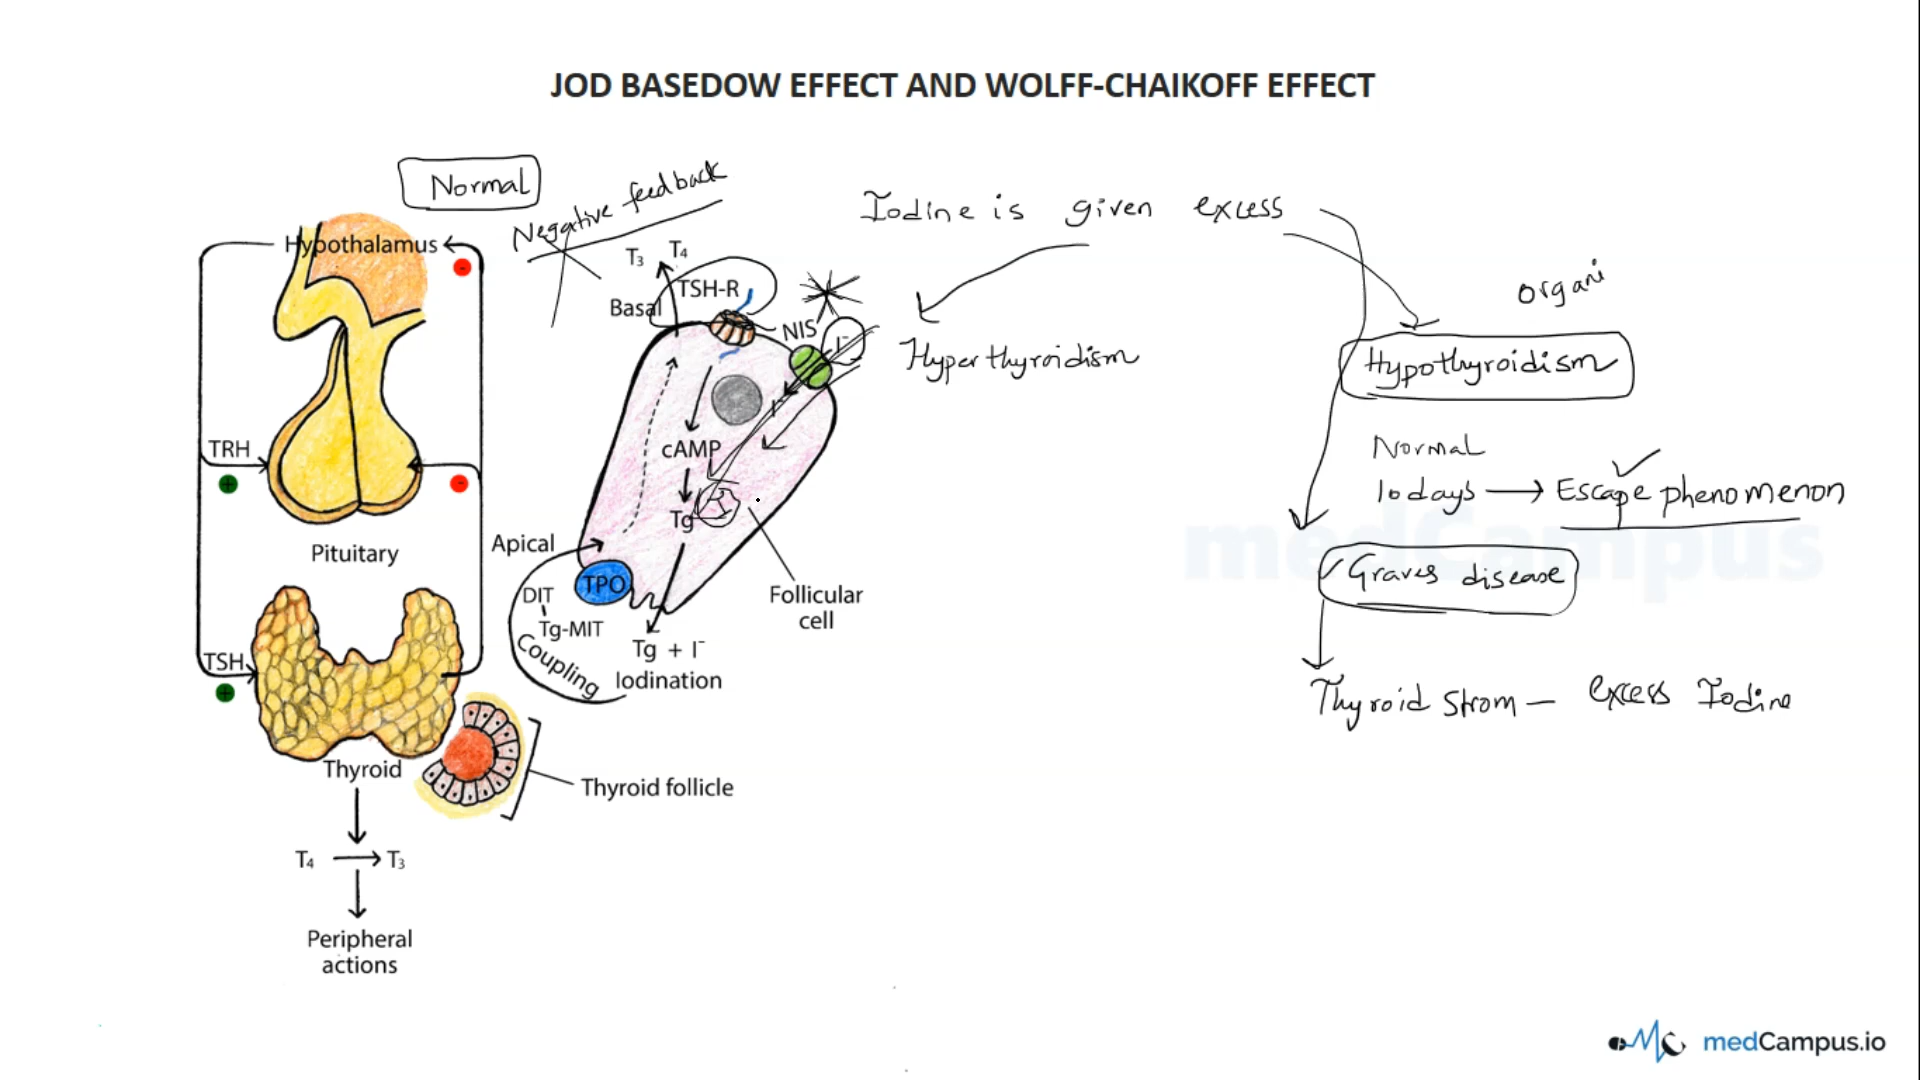 JOD BASEDOW EFFECT AND WOLFF-CHAIKOFF EFFECT
Normal
Negative feedback
Hypothalamus
TRH
Pituitary
TSH
Thyroid
T₄ → T₃
Peripheral
actions
Thyroid follicle
T₃ T₄
TSH-R
Basal
NIS
I⁻
I⁻
cAMP
Tg
Apical
TPO
DIT
Tg-MIT
Coupling
Tg + I⁻
Iodination
Follicular
cell
Iodine is given excess
Hyperthyroidism
organi
Hypothyroidism
Normal
10 days → Escape phenomenon
medCampus
Graves disease
Thyroid Strom - excess Iodine
medCampus.io